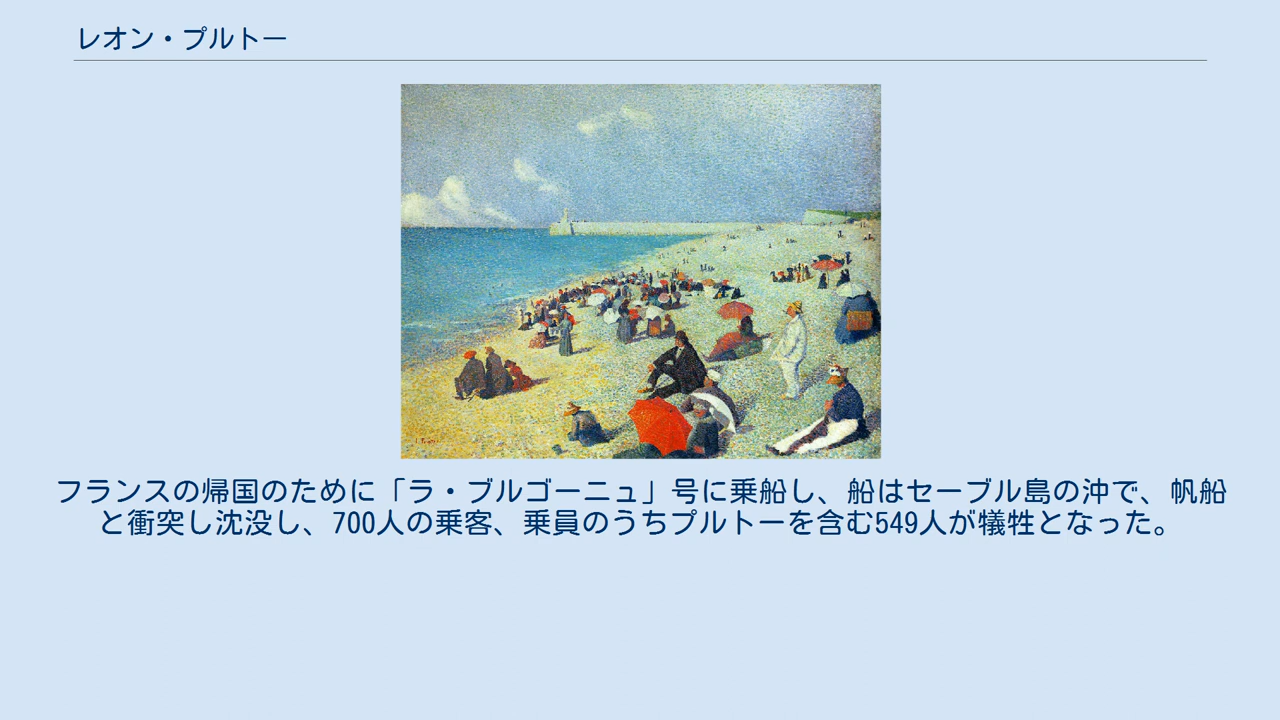 レオン・プルトー
フランスの帰国のために「ラ・ブルゴーニュ」号に乗船し、船はセーブル島の沖で、帆船
と衝突し沈没し、700人の乗客、乗員のうちプルトーを含む549人が犠牲となった。